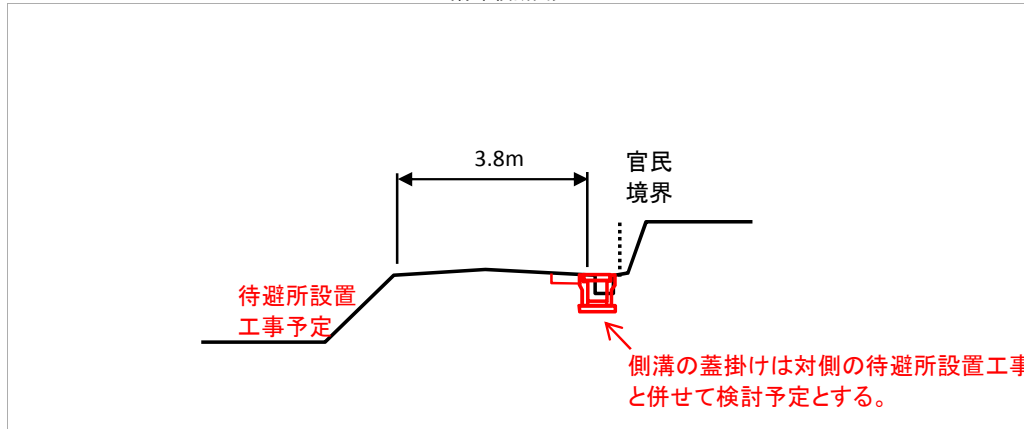 3.8m
官民
境界
待避所設置
工事予定
側溝の蓋掛けは対側の待避所設置工事
と併せて検討予定とする。